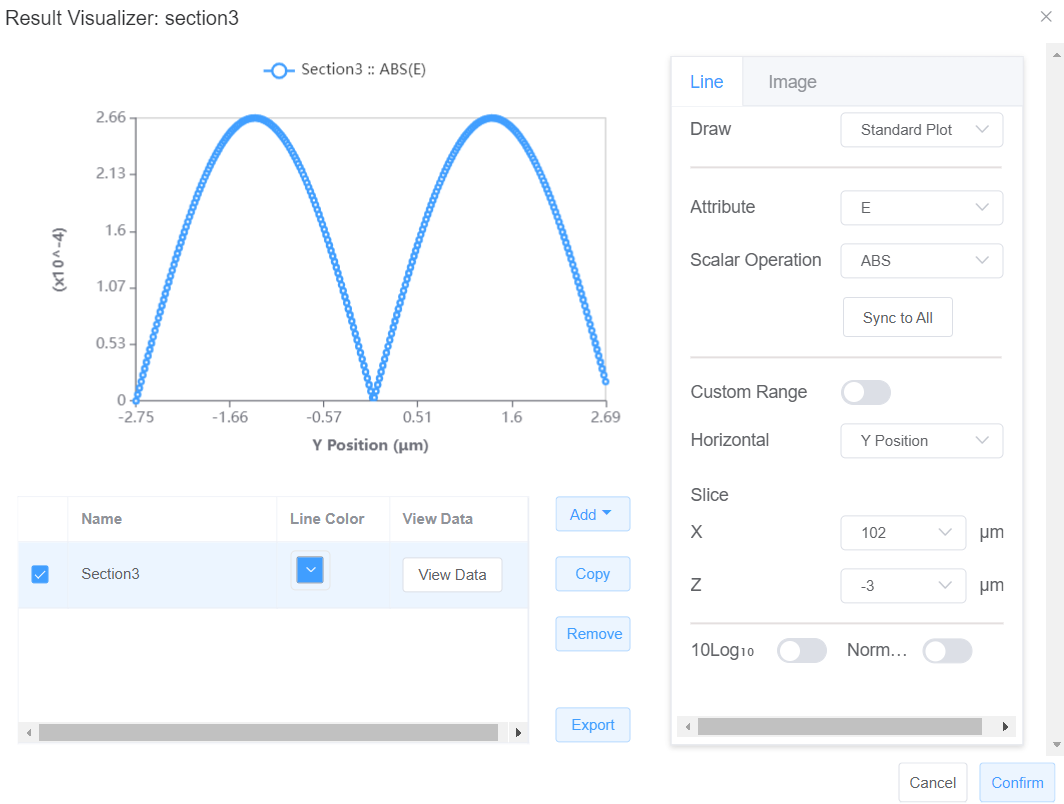 Result Visualizer: section3
Section3 :: ABS(E)
2.66
2.13
1.6
1.07
0.53
0
(x10^-4)
-2.75 -1.66 -0.57 0.51 1.6 2.69
Y Position (μm)
Name Line Color View Data
Section3 View Data
Add
Copy
Remove
Export
Line Image
Draw Standard Plot
Attribute E
Scalar Operation ABS
Sync to All
Custom Range
Horizontal Y Position
Slice
X 102 μm
Z -3 μm
10Log₁₀ Norm...
Cancel Confirm